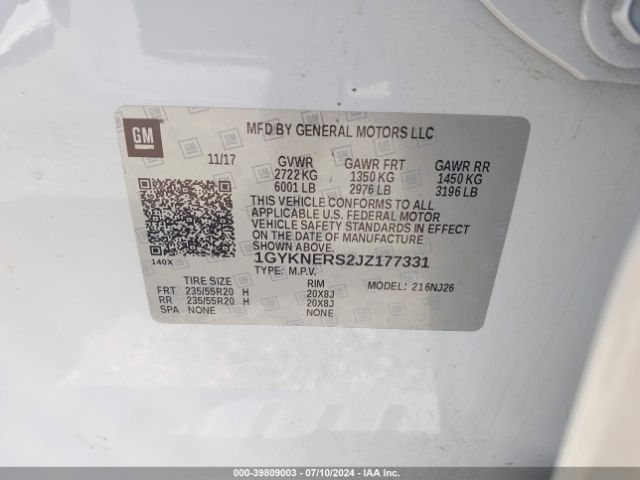 GM
MFD BY GENERAL MOTORS LLC
11/17 GVWR GAWR FRT GAWR RR
2722 KG 1350 KG 1450 KG
6001 LB 2976 LB 3196 LB
THIS VEHICLE CONFORMS TO ALL
APPLICABLE U.S. FEDERAL MOTOR
VEHICLE SAFETY STANDARDS IN EFFECT
ON THE DATE OF MANUFACTURE
SHOWN ABOVE.
140X 1GYKNERS2JZ177331
TYPE: M.P.V.
TIRE SIZE RIM MODEL: 216NJ26
FRT 235/55R20 H 20X8J
RR 235/55R20 H 20X8J
SPA NONE NONE
000-39809003 - 07/10/2024 - IAA Holdings, LLC